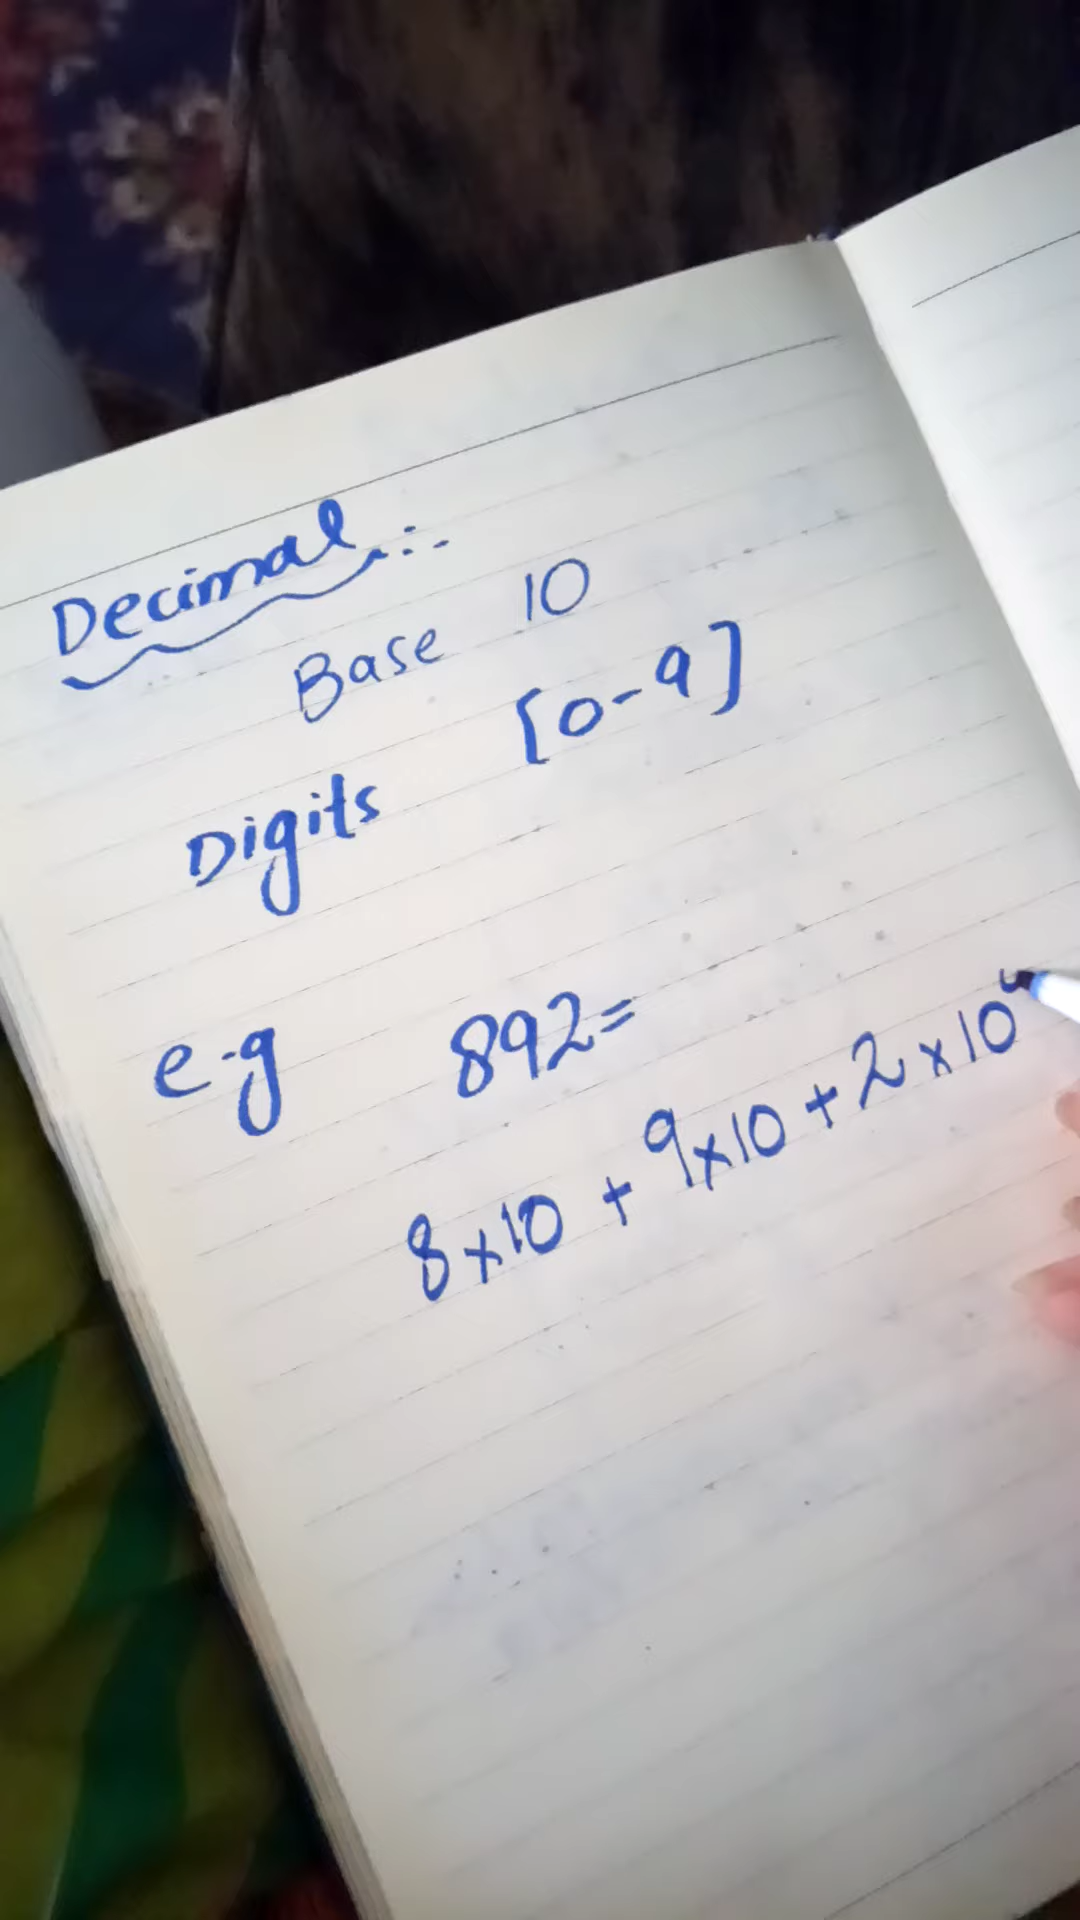 Decimal
Base 10
Digits [0-9]
e.g 892=
8x10 + 9x10 + 2x10